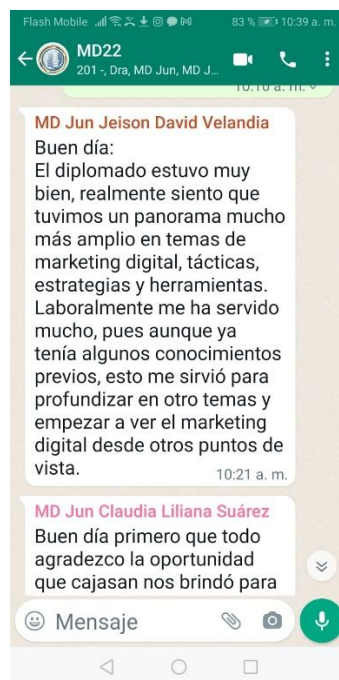 Flash Mobile 83 % 10:39 a. m.
MD22
201 -, Dra, MD Jun, MD J...
10:16 a. m.
MD Jun Jeison David Velandia
Buen día:
El diplomado estuvo muy
bien, realmente siento que
tuvimos un panorama mucho
más amplio en temas de
marketing digital, tácticas,
estrategias y herramientas.
Laboralmente me ha servido
mucho, pues aunque ya
tenía algunos conocimientos
previos, esto me sirvió para
profundizar en otro temas y
empezar a ver el marketing
digital desde otros puntos de
vista.
10:21 a. m.
MD Jun Claudia Liliana Suárez
Buen día primero que todo
agradezco la oportunidad
que cajasan nos brindó para
Mensaje